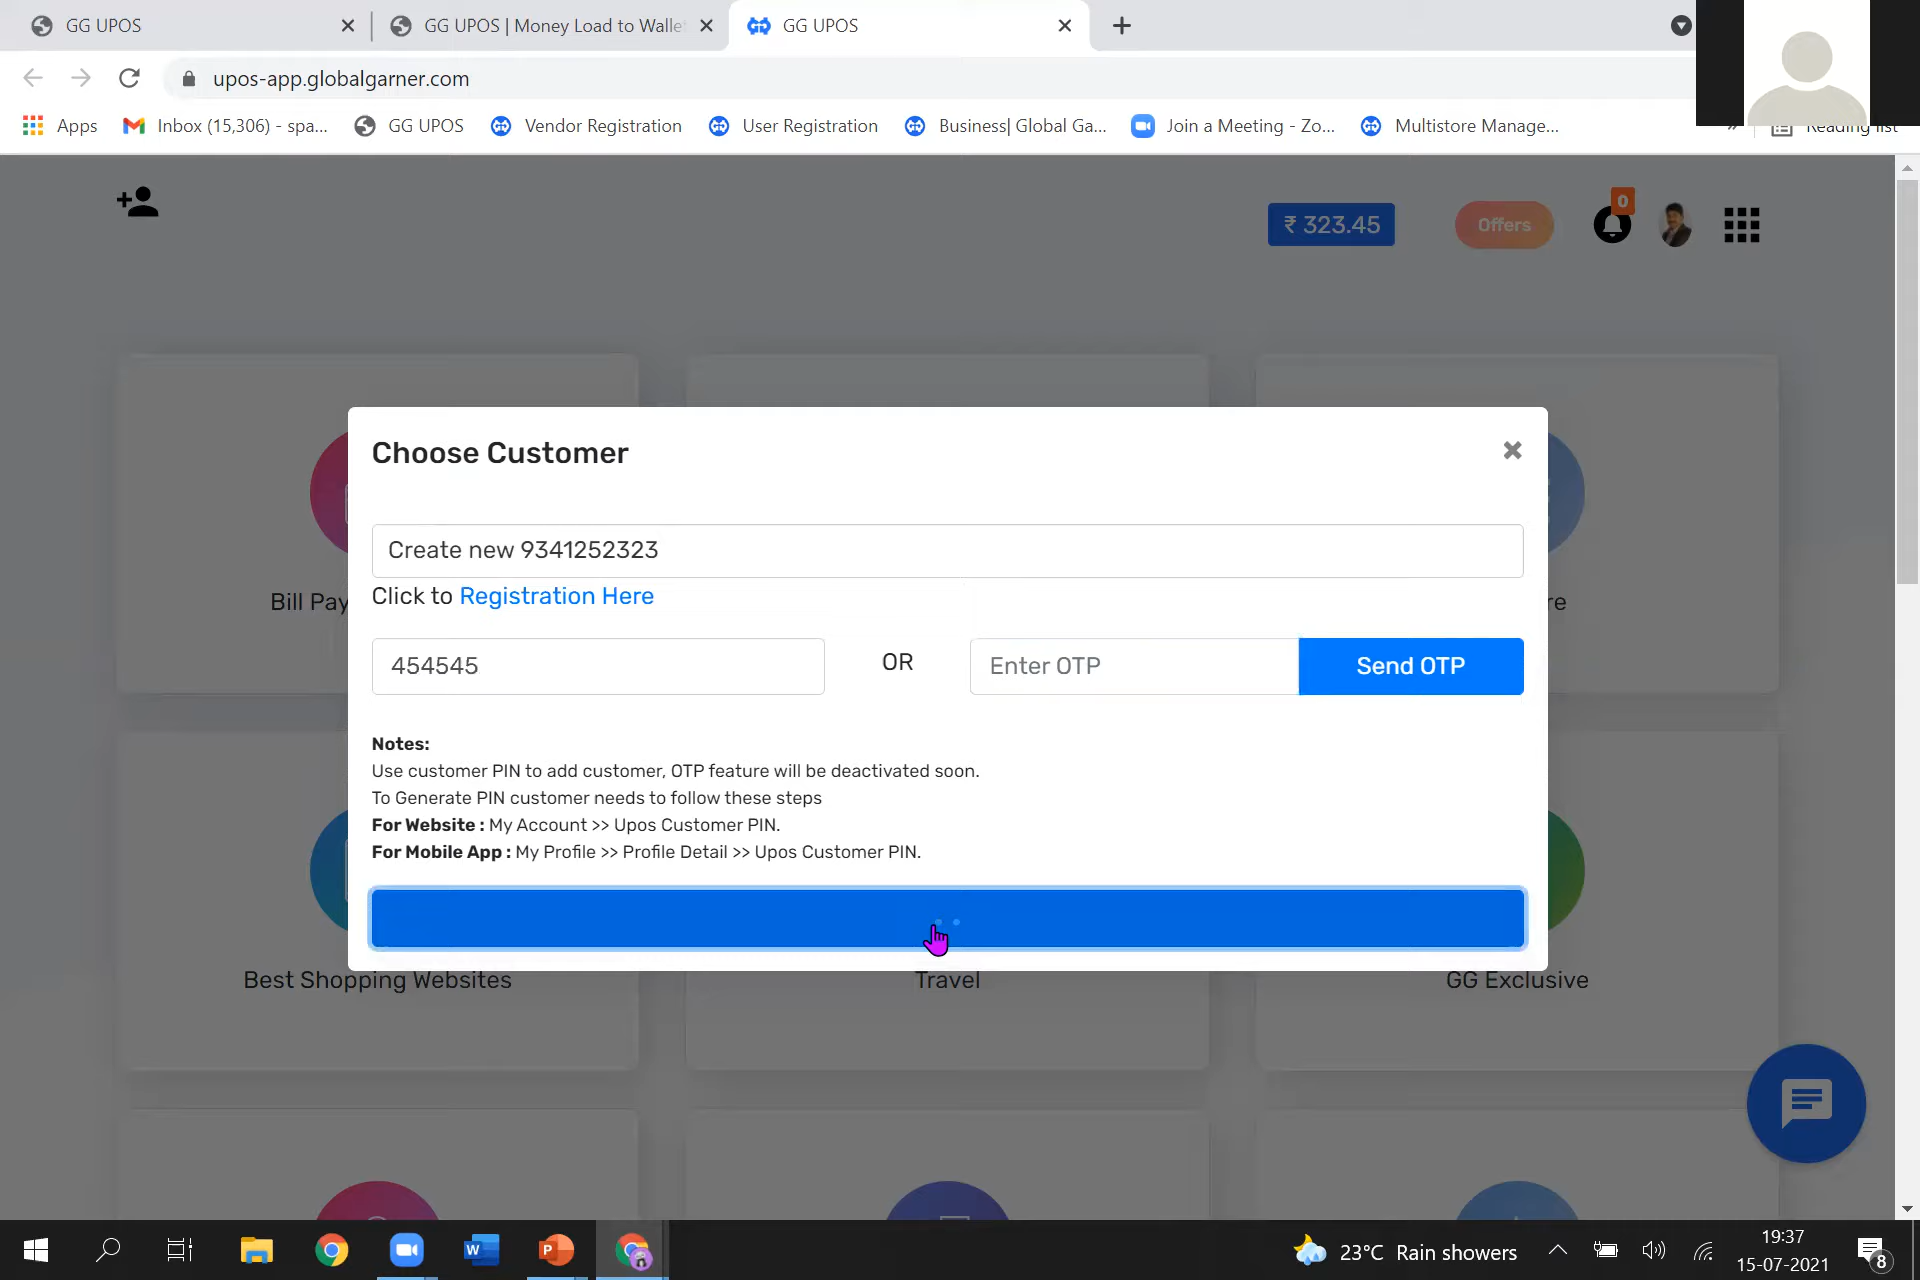 GG UPOS
GG UPOS | Money Load to Walle
GG UPOS
upos-app.globalgarner.com
Apps
Inbox (15,306) - spa...
GG UPOS
Vendor Registration
User Registration
Business| Global Ga...
Join a Meeting - Zo...
Multistore Manage...
»
Reading list
0
₹ 323.45
Offers
Choose Customer
Create new 9341252323
Click to Registration Here
Bill Pay
re
454545
OR
Enter OTP
Send OTP
Notes:
Use customer PIN to add customer, OTP feature will be deactivated soon.
To Generate PIN customer needs to follow these steps
For Website : My Account >> Upos Customer PIN.
For Mobile App : My Profile >> Profile Detail >> Upos Customer PIN.
Best Shopping Websites
Travel
GG Exclusive
23°C Rain showers
19:37
15-07-2021
8